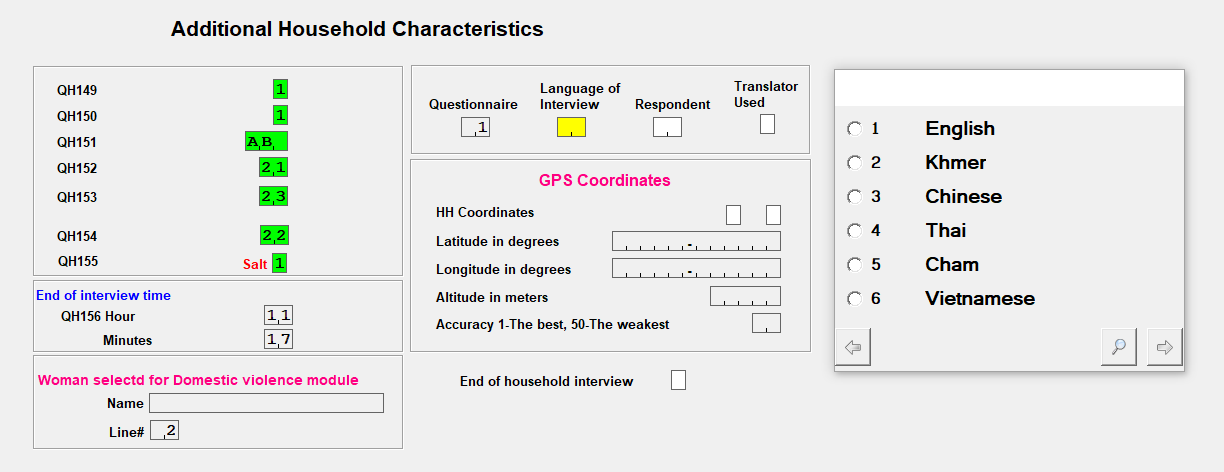 Additional Household Characteristics
QH149 1
QH150 1
QH151 A,B,
QH152 2,1
QH153 2,3
QH154 2,2
QH155 Salt 1
End of interview time
QH156 Hour 1,1
Minutes 1,7
Woman selectd for Domestic violence module
Name
Line# ,2
Questionnaire Language of Interview Respondent Translator Used
,1
GPS Coordinates
HH Coordinates
Latitude in degrees
Longitude in degrees
Altitude in meters
Accuracy 1-The best, 50-The weakest
End of household interview
1 English
2 Khmer
3 Chinese
4 Thai
5 Cham
6 Vietnamese